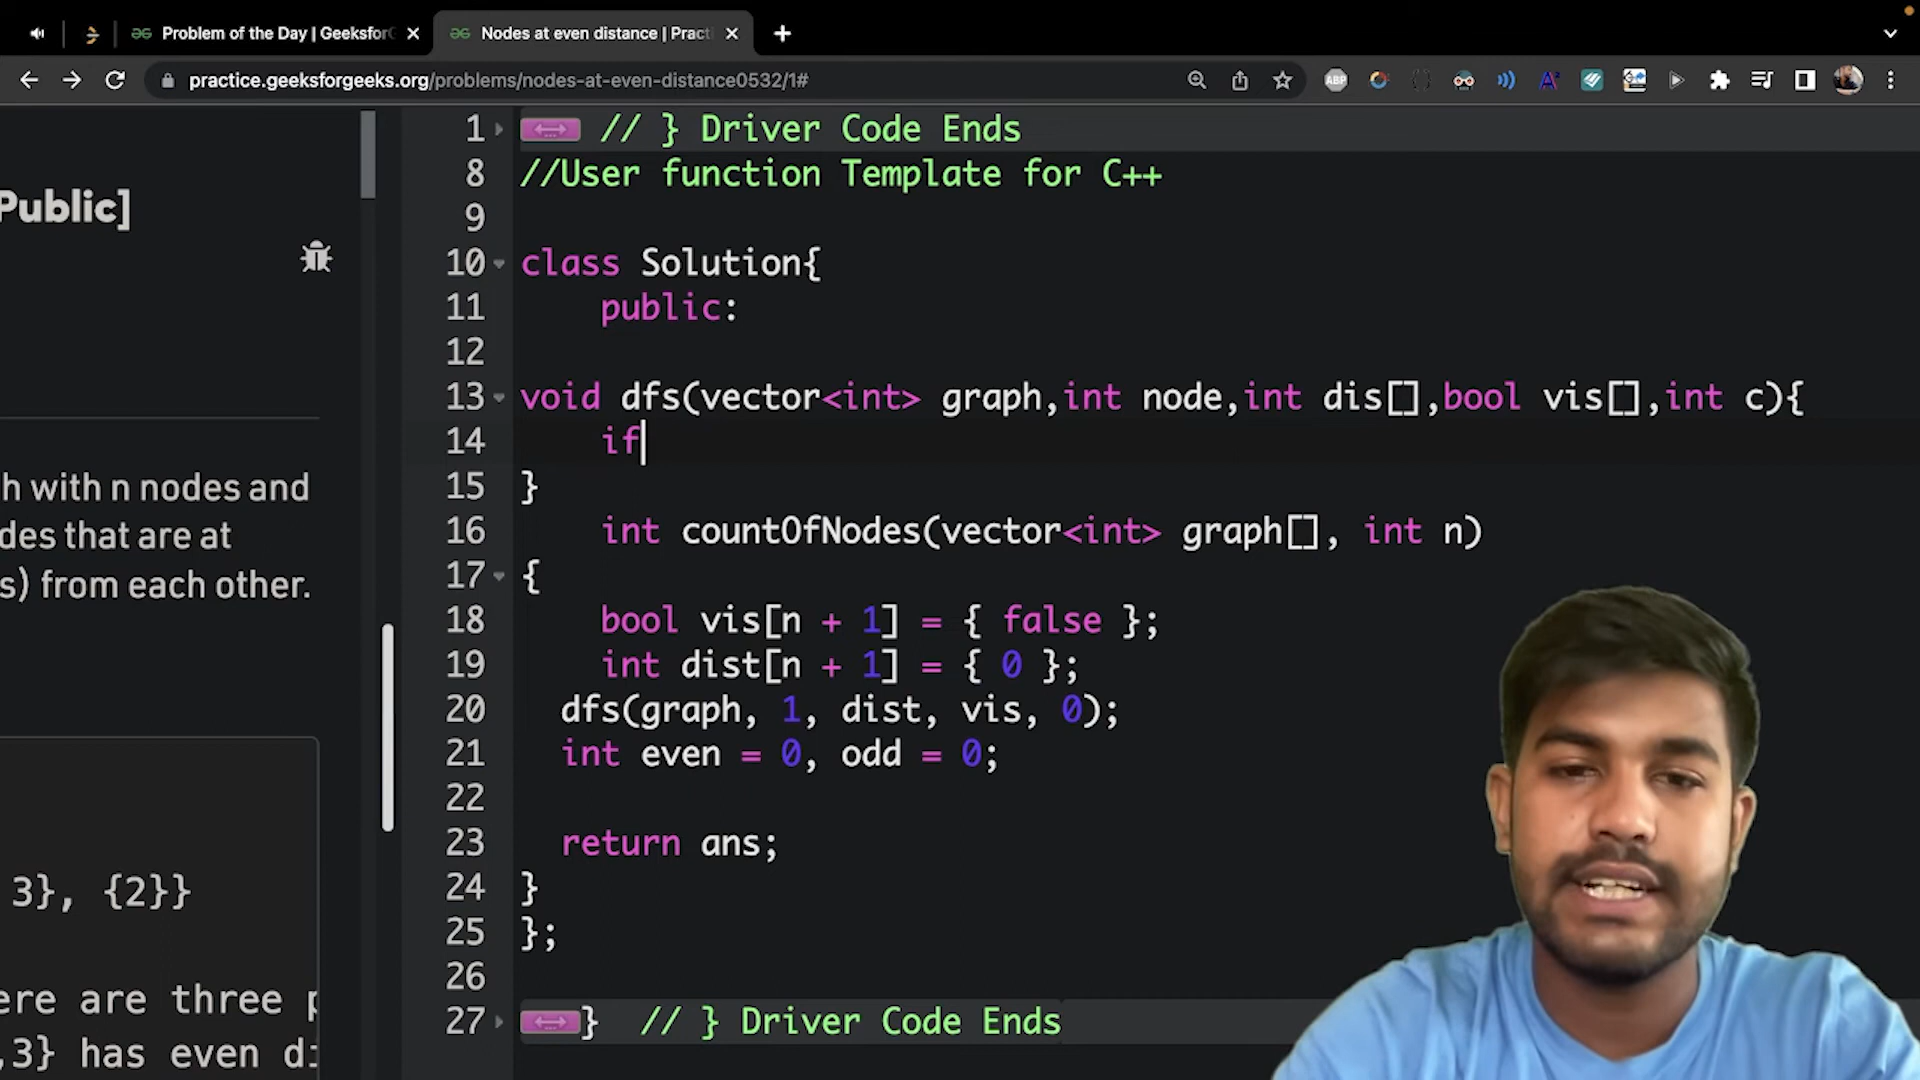 Problem of the Day | GeeksforG
Nodes at even distance | Practi
practice.geeksforgeeks.org/problems/nodes-at-even-distance0532/1#
ABP
Public]
h with n nodes and
des that are at
s) from each other.
3}, {2}}
ere are three p
,3} has even di
1 // } Driver Code Ends
8 //User function Template for C++
9
10 class Solution{
11 public:
12
13 void dfs(vector<int> graph,int node,int dis[],bool vis[],int c){
14 if
15 }
16 int countOfNodes(vector<int> graph[], int n)
17 {
18 bool vis[n + 1] = { false };
19 int dist[n + 1] = { 0 };
20 dfs(graph, 1, dist, vis, 0);
21 int even = 0, odd = 0;
22
23 return ans;
24 }
25 };
26
27 } // } Driver Code Ends